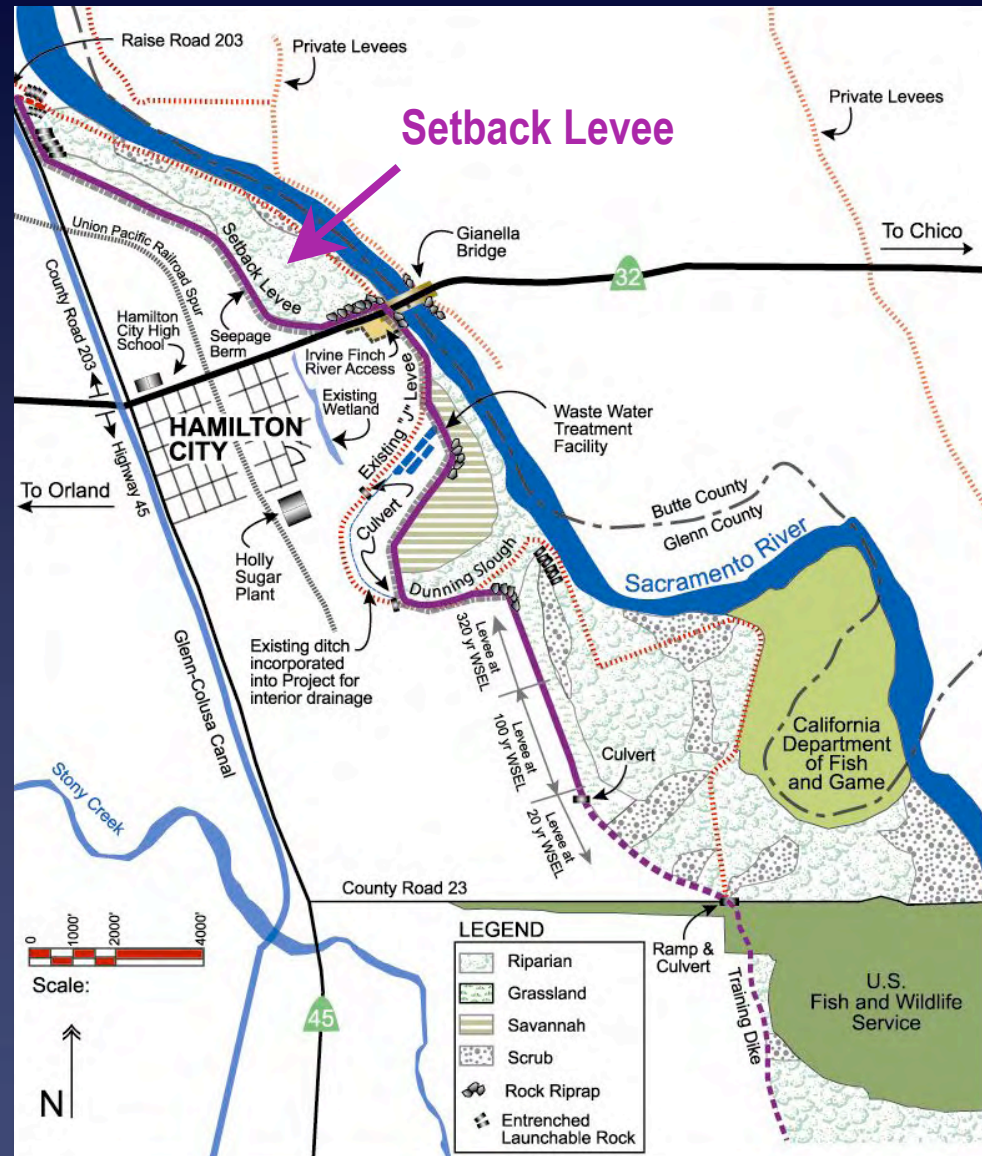 Raise Road 203
Private Levees
Private Levees
Setback Levee
To Chico
Gianella
Bridge
32
Union Pacific Railroad Spur
Setback Levee
County Road 203
Hamilton
City High
School
Seepage
Berm
Irvine Finch
River Access
Existing
Wetland
Existing "J" Levee
HAMILTON
CITY
Waste Water
Treatment
Facility
To Orland
Highway 45
Culvert
Butte County
Glenn County
Holly
Sugar
Plant
Dunning Slough
Sacramento River
Existing ditch
incorporated
into Project for
interior drainage
Levee at
320 yr WSEL
Glenn-Colusa Canal
Levee at
100 yr WSEL
California
Department
of Fish
and Game
Culvert
Stony Creek
Levee at
20 yr WSEL
County Road 23
0
1000'
20000'
4000'
Scale:
LEGEND
Riparian
Grassland
Savannah
Scrub
Rock Riprap
Entrenched
Launchable Rock
Ramp &
Culvert
Training Dike
U.S.
Fish and Wildlife
Service
45
N